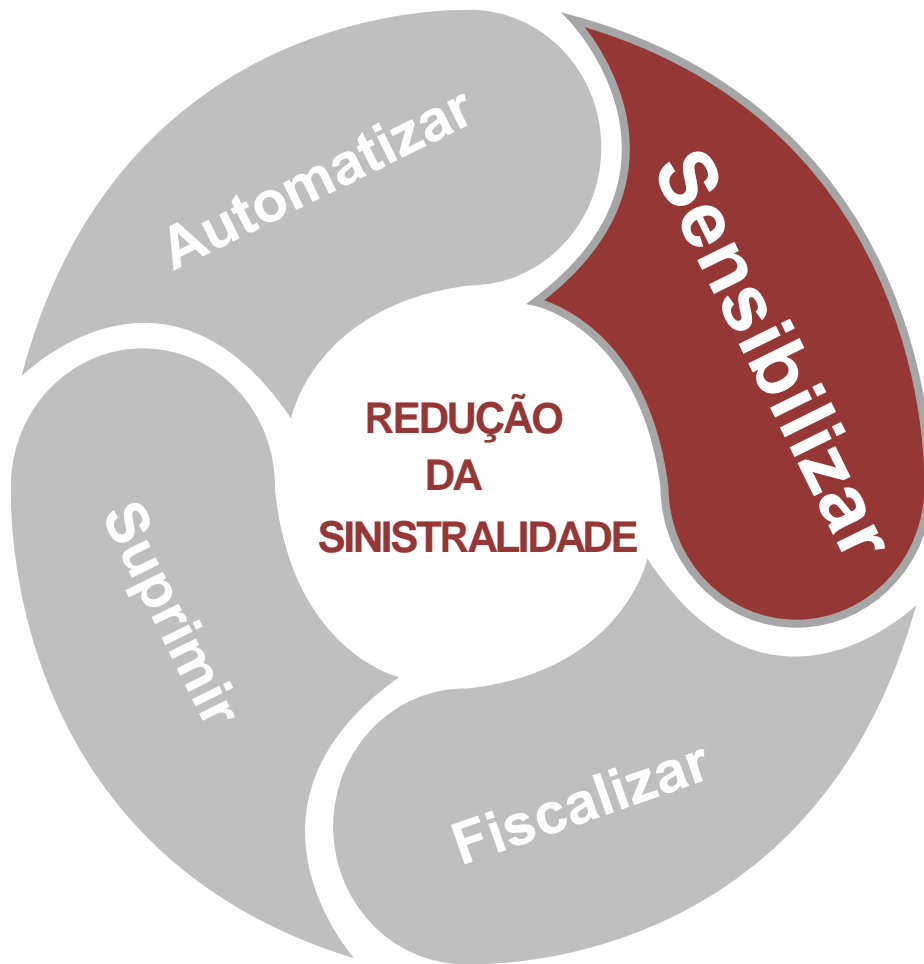 Automatizar
Sensibilizar
REDUÇÃO
DA
SINISTRALIDADE
Suprimir
Fiscalizar